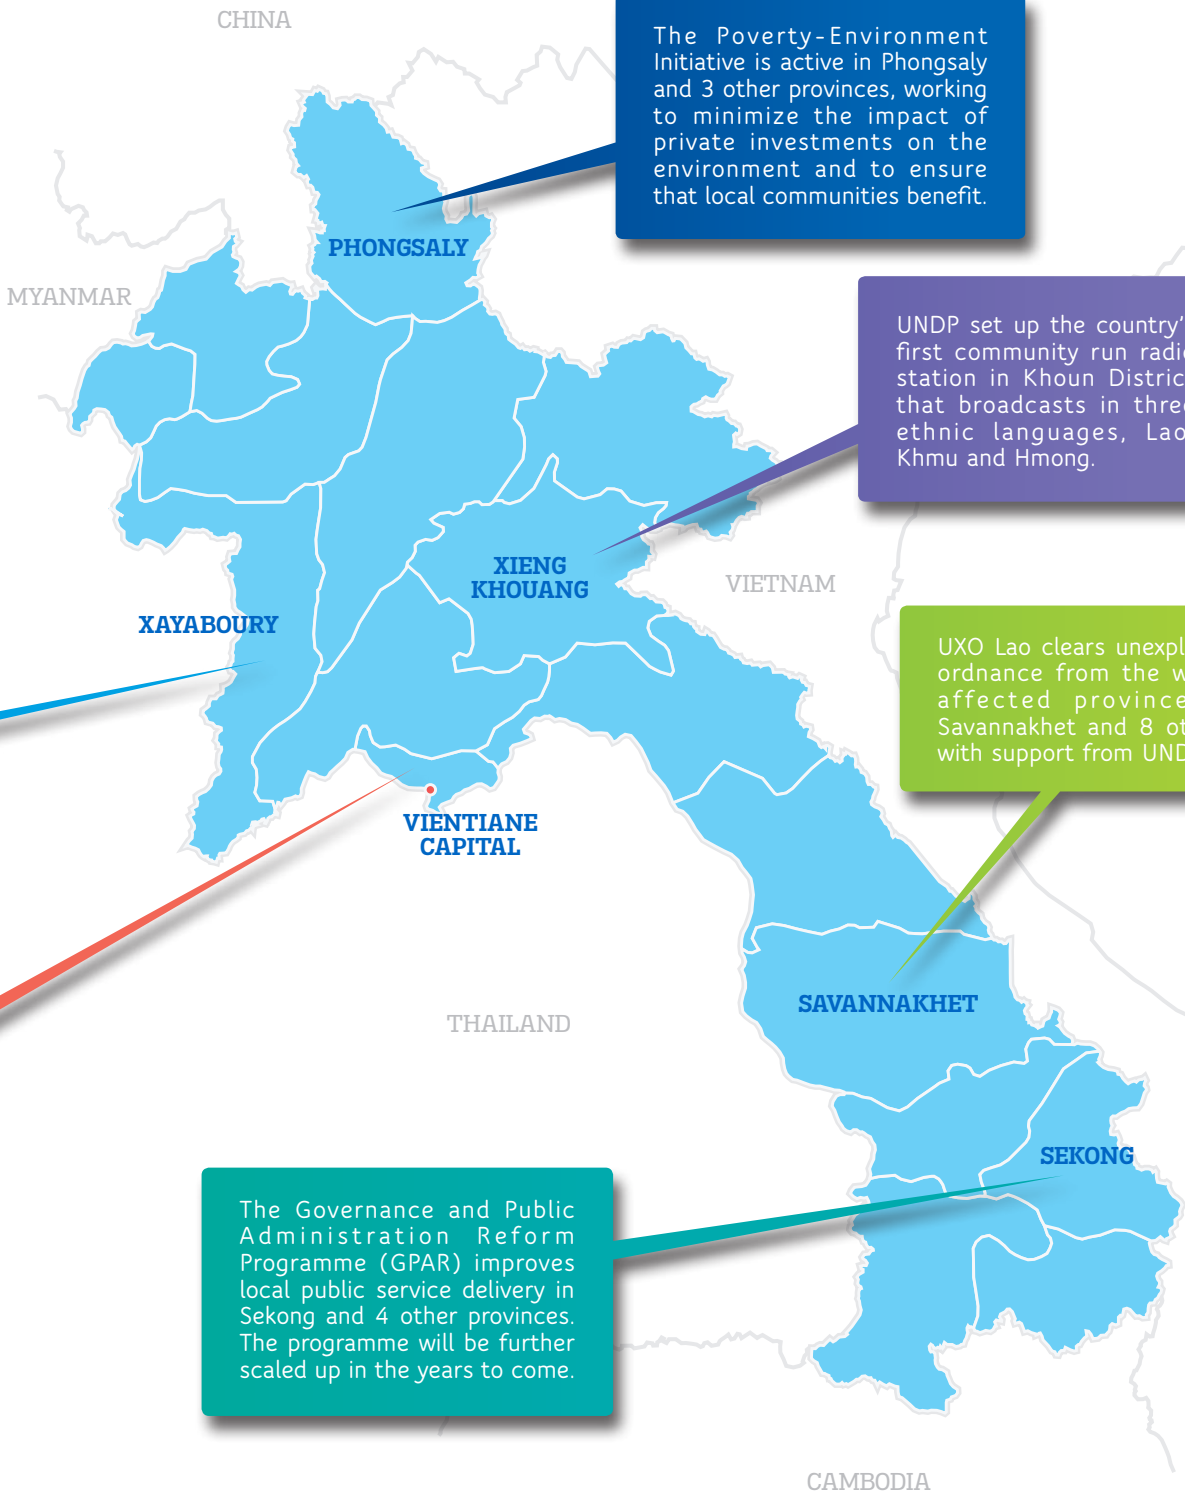 CHINA
The Poverty-Environment
Initiative is active in Phongsaly
and 3 other provinces, working
to minimize the impact of
private investments on the
environment and to ensure
that local communities benefit.
PHONGSALY
MYANMAR
UNDP set up the country'
first community run radi
station in Khoun Distric
that broadcasts in thre
ethnic languages, Lao
Khmu and Hmong.
XIENG
KHOUANG
VIETNAM
XAYABOURY
UXO Lao clears unexpl
ordnance from the w
affected province
Savannakhet and 8 ot
with support from UND
VIENTIANE
CAPITAL
SAVANNAKHET
THAILAND
SEKONG
The Governance and Public
Administration Reform
Programme (GPAR) improves
local public service delivery in
Sekong and 4 other provinces.
The programme will be further
scaled up in the years to come.
CAMBODIA